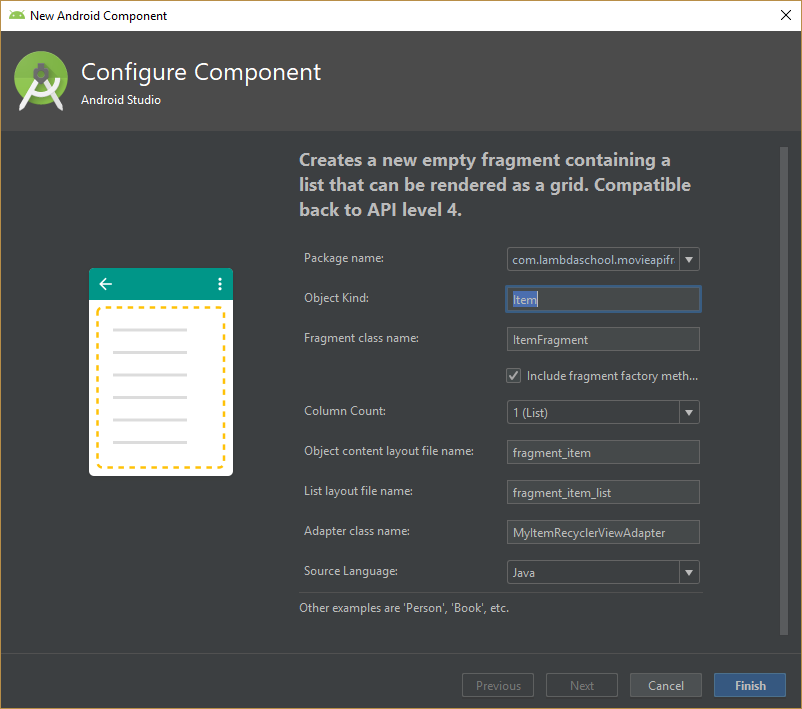 New Android Component
Configure Component
Android Studio
Creates a new empty fragment containing a
list that can be rendered as a grid. Compatible
back to API level 4.
Package name:
com.lambdaschool.movieapifr
Object Kind:
Item
Fragment class name:
ItemFragment
Include fragment factory meth...
Column Count:
1 (List)
Object content layout file name:
fragment_item
List layout file name:
fragment_item_list
Adapter class name:
MyItemRecyclerViewAdapter
Source Language:
Java
Other examples are 'Person', 'Book', etc.
Previous
Next
Cancel
Finish